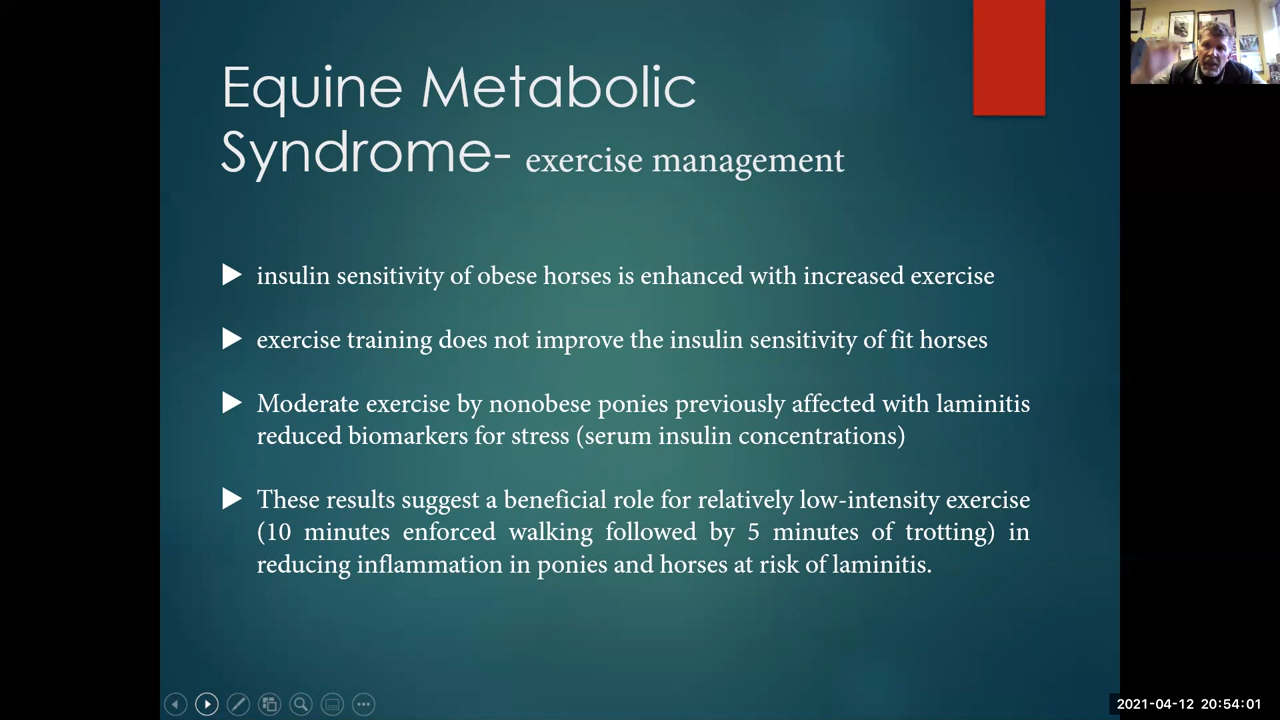 Equine Metabolic
Syndrome- exercise management
insulin sensitivity of obese horses is enhanced with increased exercise
exercise training does not improve the insulin sensitivity of fit horses
Moderate exercise by nonobese ponies previously affected with laminitis
reduced biomarkers for stress (serum insulin concentrations)
These results suggest a beneficial role for relatively low-intensity exercise
(10 minutes enforced walking followed by 5 minutes of trotting) in
reducing inflammation in ponies and horses at risk of laminitis.
2021-04-12 20:54:01